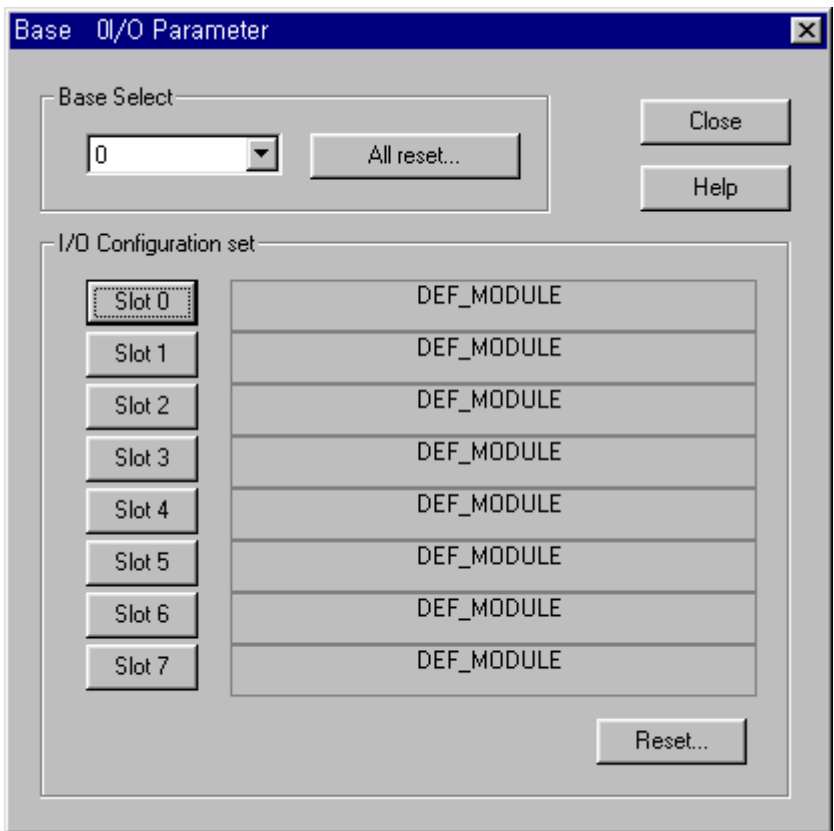 Base 0I/O Parameter
Base Select
0
All reset...
Close
Help
I/O Configuration set
Slot 0 DEF_MODULE
Slot 1 DEF_MODULE
Slot 2 DEF_MODULE
Slot 3 DEF_MODULE
Slot 4 DEF_MODULE
Slot 5 DEF_MODULE
Slot 6 DEF_MODULE
Slot 7 DEF_MODULE
Reset...